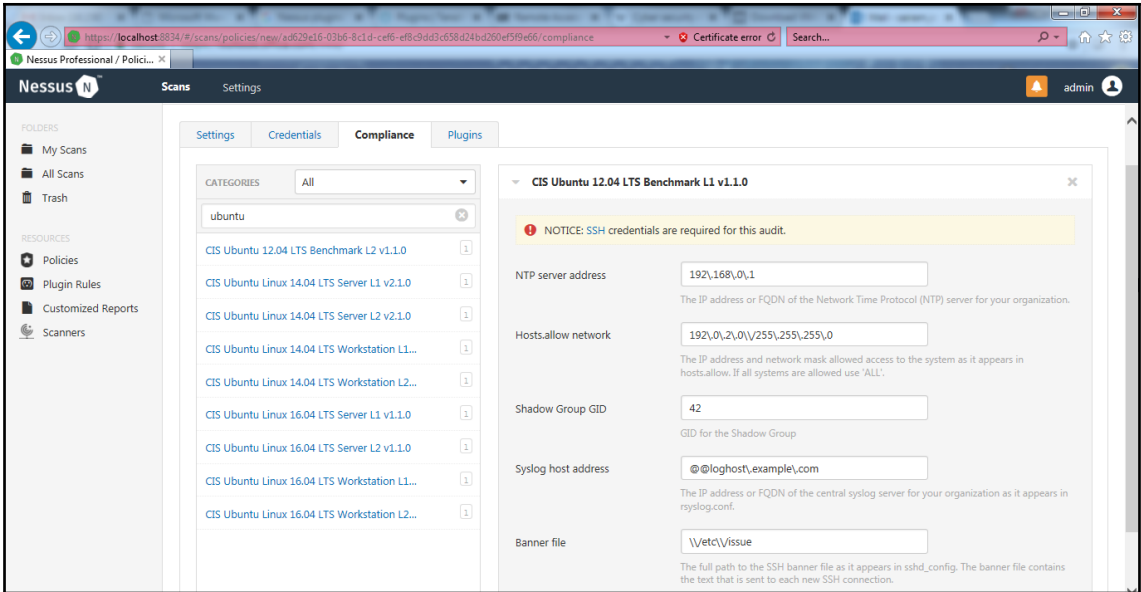 https://localhost:8834/#/scans/policies/new/ad629e16-03b6-8c1d-cef6-ef8c9dd3c658d24bd260ef5f9e66/compliance
Certificate error
Search...
Nessus Professional / Polici...
Nessus N
Scans
Settings
admin
FOLDERS
My Scans
All Scans
Trash
RESOURCES
Policies
Plugin Rules
Customized Reports
Scanners
Settings
Credentials
Compliance
Plugins
CATEGORIES
All
ubuntu
CIS Ubuntu 12.04 LTS Benchmark L2 v1.1.0 1
CIS Ubuntu Linux 14.04 LTS Server L1 v2.1.0 1
CIS Ubuntu Linux 14.04 LTS Server L2 v2.1.0 1
CIS Ubuntu Linux 14.04 LTS Workstation L1... 1
CIS Ubuntu Linux 14.04 LTS Workstation L2... 1
CIS Ubuntu Linux 16.04 LTS Server L1 v1.1.0 1
CIS Ubuntu Linux 16.04 LTS Server L2 v1.1.0 1
CIS Ubuntu Linux 16.04 LTS Workstation L1... 1
CIS Ubuntu Linux 16.04 LTS Workstation L2... 1
CIS Ubuntu 12.04 LTS Benchmark L1 v1.1.0
NOTICE: SSH credentials are required for this audit.
NTP server address
192\.168\.0\.1
The IP address or FQDN of the Network Time Protocol (NTP) server for your organization.
Hosts.allow network
192\.0\.2\.0\\/255\.255\.255\.0
The IP address and network mask allowed access to the system as it appears in
hosts.allow. If all systems are allowed use 'ALL'.
Shadow Group GID
42
GID for the Shadow Group
Syslog host address
@@loghost\.example\.com
The IP address or FQDN of the central syslog server for your organization as it appears in
rsyslog.conf.
Banner file
\\/etc\\/issue
The full path to the SSH banner file as it appears in sshd_config. The banner file contains
the text that is sent to each new SSH connection.